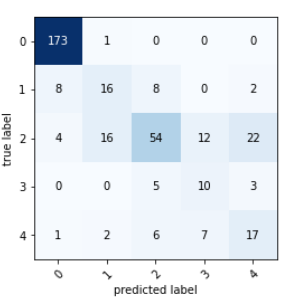 0 173 1 0 0 0
1 8 16 8 0 2
2 4 16 54 12 22
3 0 0 5 10 3
4 1 2 6 7 17
0 1 2 3 4
true label
predicted label